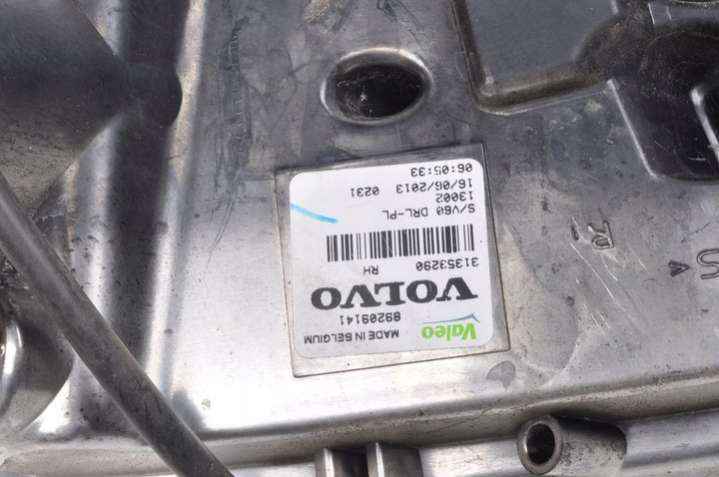 Valeo MADE IN BELGIUM
89209141
VOLVO
RH
31353290
S/V60 DRL-PL
13002
16/06/2013 0231
06:05:33